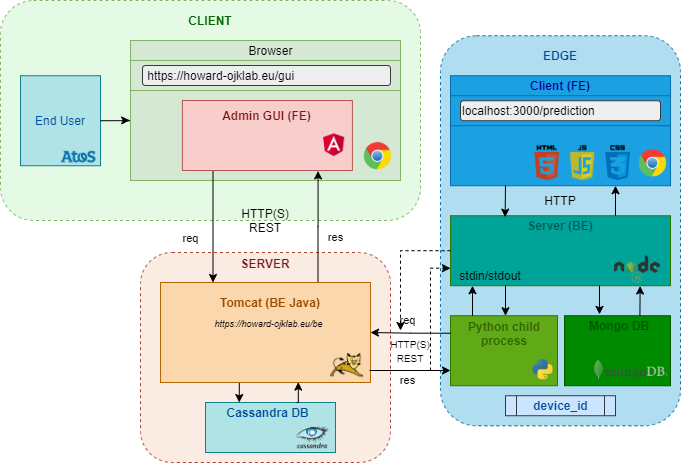 CLIENT
Browser
https://howard-ojklab.eu/gui
Admin GUI (FE)
End User
AtoS
HTTP(S)
REST
req
res
SERVER
Tomcat (BE Java)
https://howard-ojklab.eu/be
Cassandra DB
cassandra
req
HTTP(S)
REST
res
EDGE
Client (FE)
localhost:3000/prediction
HTML
JS
CSS
HTTP
Server (BE)
node
stdin/stdout
Python child
process
Mongo DB
mongoDB
device_id